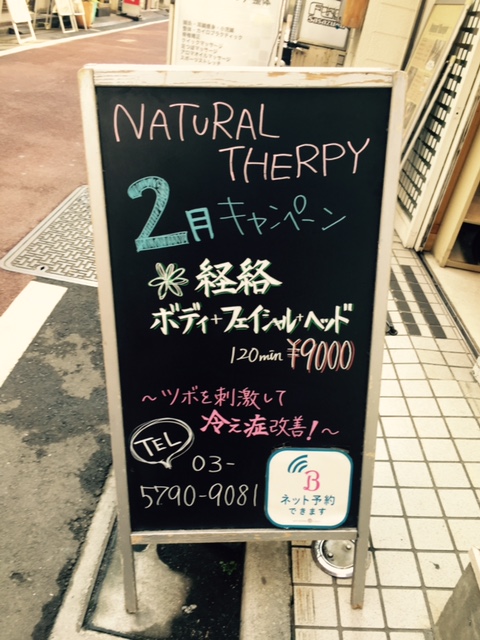 NATURAL
THERPY
2月キャンペーン
経絡
ボディ+フェイシャル+ヘッド
120min ¥9000
～ツボを刺激して
冷え症改善!～
TEL
03-
5790-9081
B
ネット予約
できます